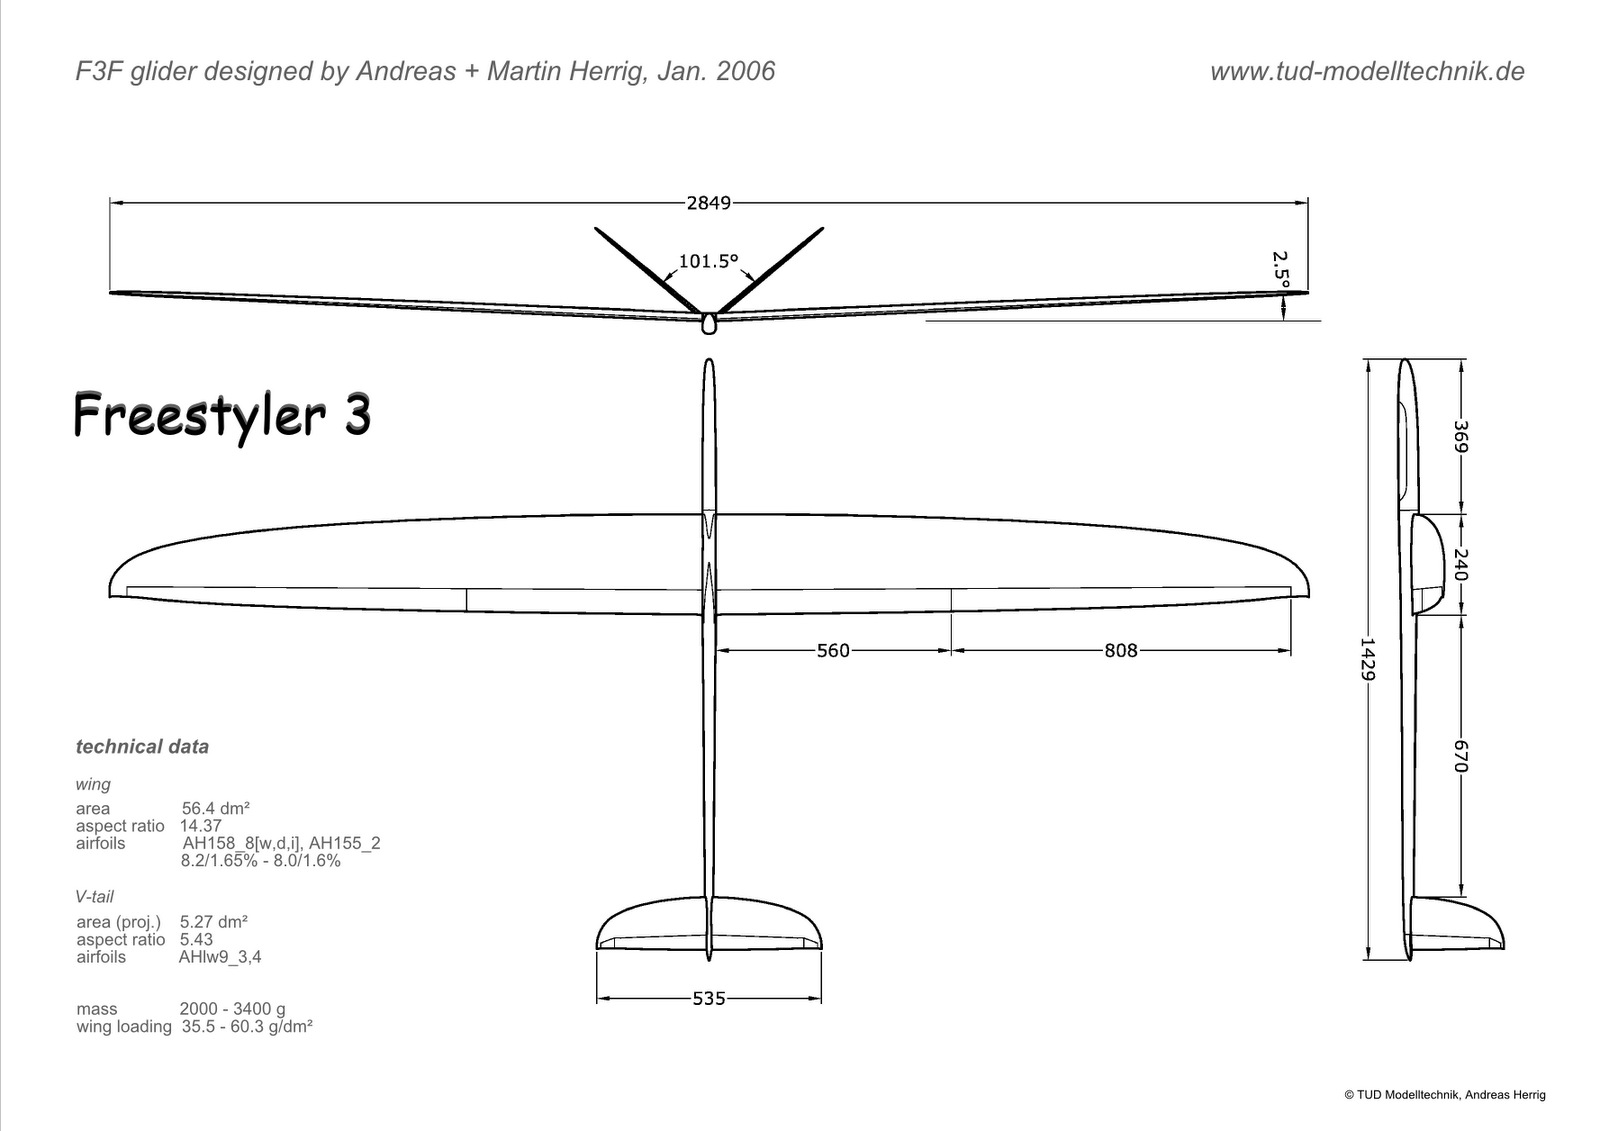 F3F glider designed by Andreas + Martin Herrig, Jan. 2006
www.tud-modelltechnik.de
2849
101.5°
2.5°
Freestyler 3
369
240
560
808
1429
670
technical data
wing
area 56.4 dm²
aspect ratio 14.37
airfoils AH158_8[w,d,i], AH155_2
8.2/1.65% - 8.0/1.6%
V-tail
area (proj.) 5.27 dm²
aspect ratio 5.43
airfoils AHlw9_3,4
535
mass 2000 - 3400 g
wing loading 35.5 - 60.3 g/dm²
© TUD Modelltechnik, Andreas Herrig